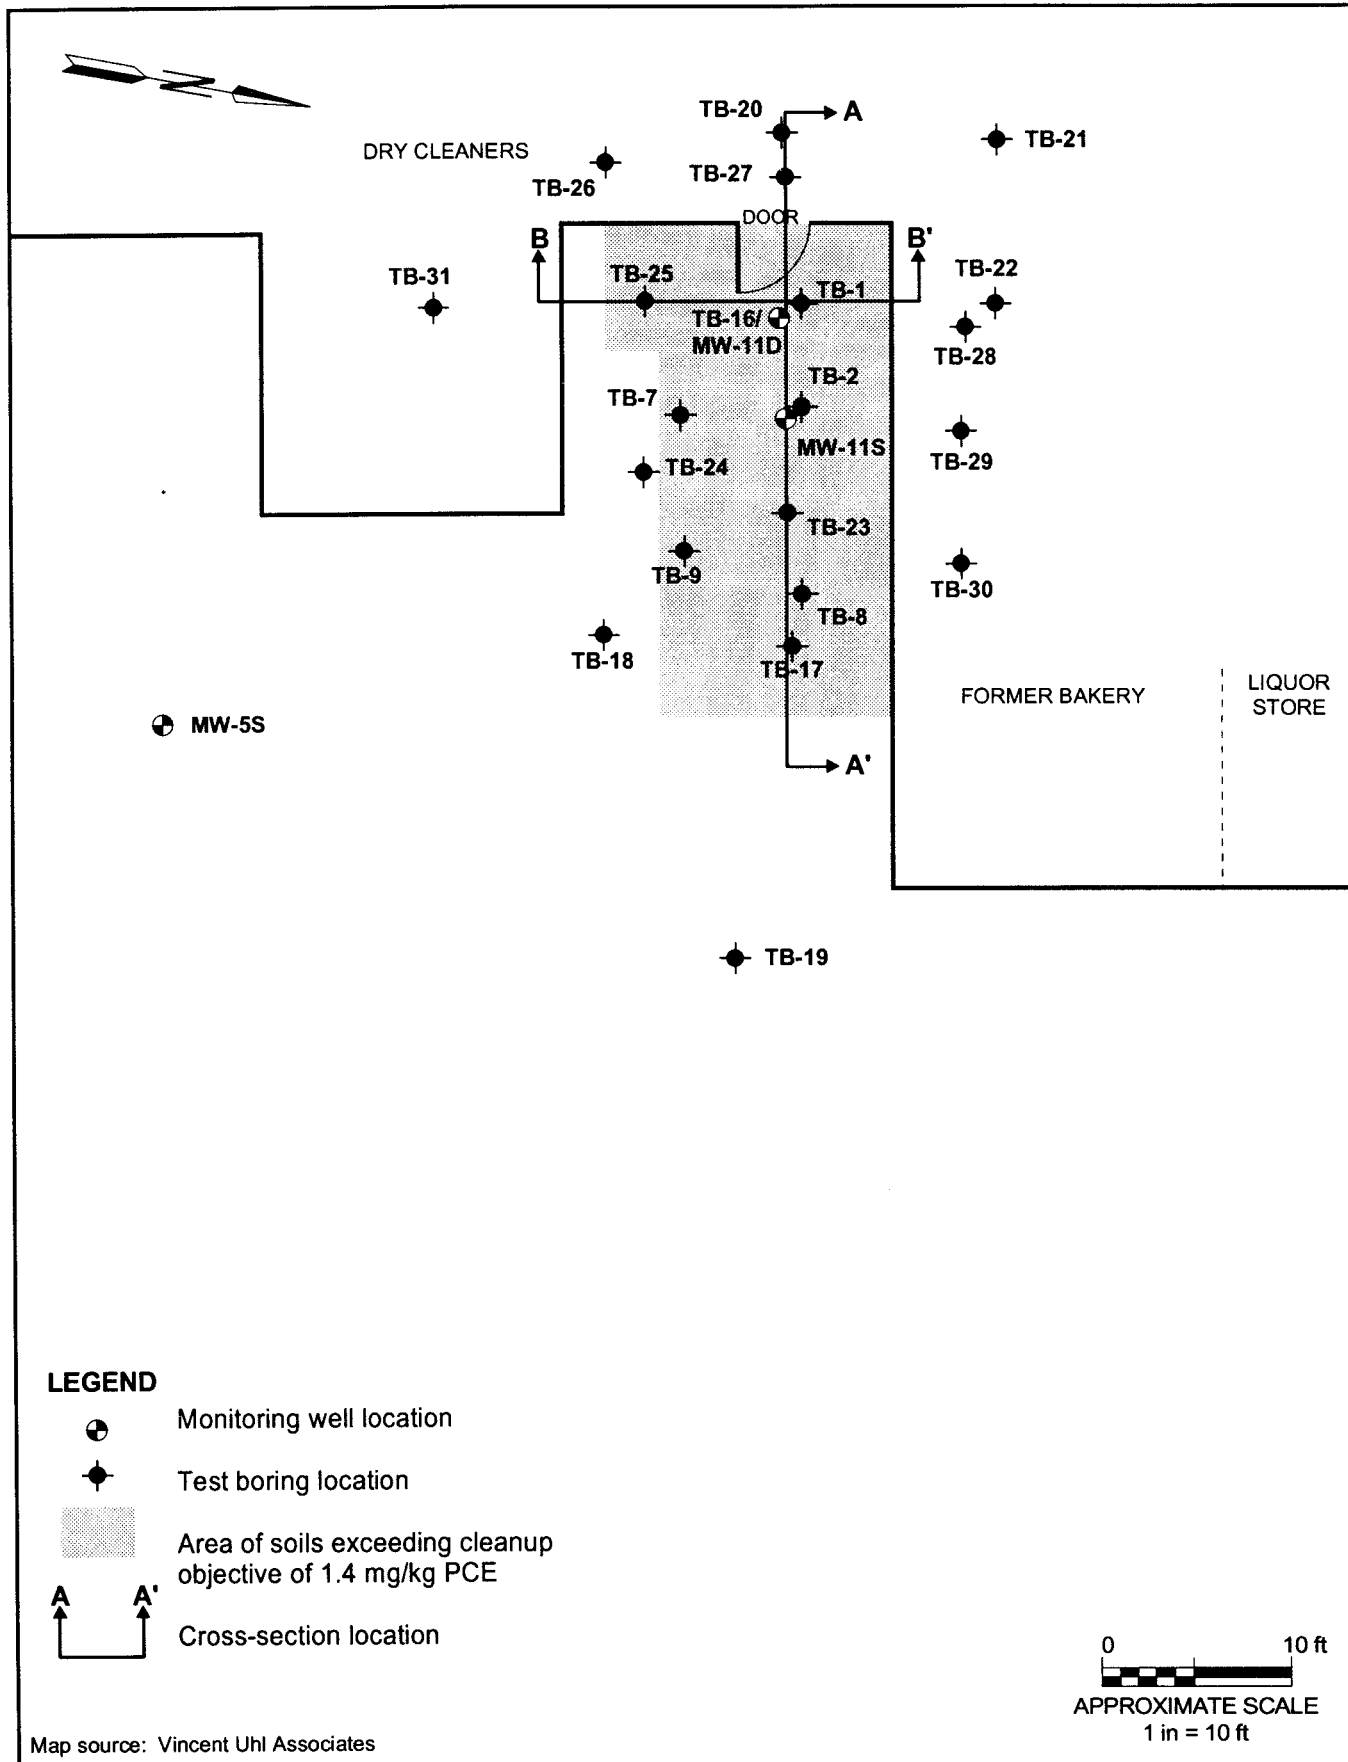 TB-20
A
TB-21
DRY CLEANERS
TB-27
TB-26
DOOR
B
B'
TB-31
TB-25
TB-22
TB-1
TB-16/
MW-11D
TB-28
TB-2
TB-7
MW-11S
TB-29
TB-24
TB-23
TB-9
TB-30
TB-8
TB-18
TB-17
FORMER BAKERY
LIQUOR
STORE
MW-5S
A'
TB-19
LEGEND
Monitoring well location
Test boring location
Area of soils exceeding cleanup
objective of 1.4 mg/kg PCE
A A'
Cross-section location
0 10 ft
APPROXIMATE SCALE
1 in = 10 ft
Map source: Vincent Uhl Associates
N